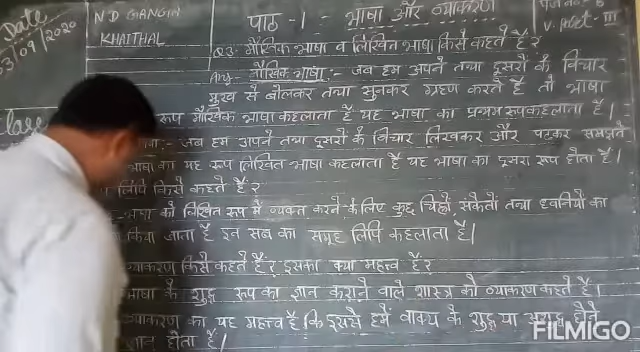 Date
03/09/2020
N D GANGIN
KHAITHAL
पाठ -1 :- भाषा और व्याकरण
Q3. मौखिक भाषा व लिखित भाषा किसे कहते है?
Ans- मौखिक भाषा:- जब हम अपने तथा दूसरों के विचार
मुख से बोलकर तथा सुनकर ग्रहण करते हैं तो भाषा
रूप मौखिक भाषा कहलाता है यह भाषा का प्रथम रूप कहलाता है।
Class
:- जब हम अपने तथा दूसरों के विचार लिखकर और पढ़कर समझते
भाषा का यह रूप लिखित भाषा कहलाता है यह भाषा का दूसरा रूप होता है।
लिपि किसे कहते है?
भाषा को लिखित रूप में व्यक्त करने के लिए कुछ चिह्नों संकेतों तथा ध्वनियों का
किया जाता है इन सब का समूह लिपि कहलाता है।
व्याकरण किसे कहते है? इसका क्या महत्व है?
भाषा के शुद्ध रूप का ज्ञान कराने वाले शास्त्र को व्याकरण कहते हैं।
व्याकरण का यह महत्व है कि इससे हमें वाक्य के शुद्ध या अशुद्ध होने
ज्ञान होता है।
FILMIGO